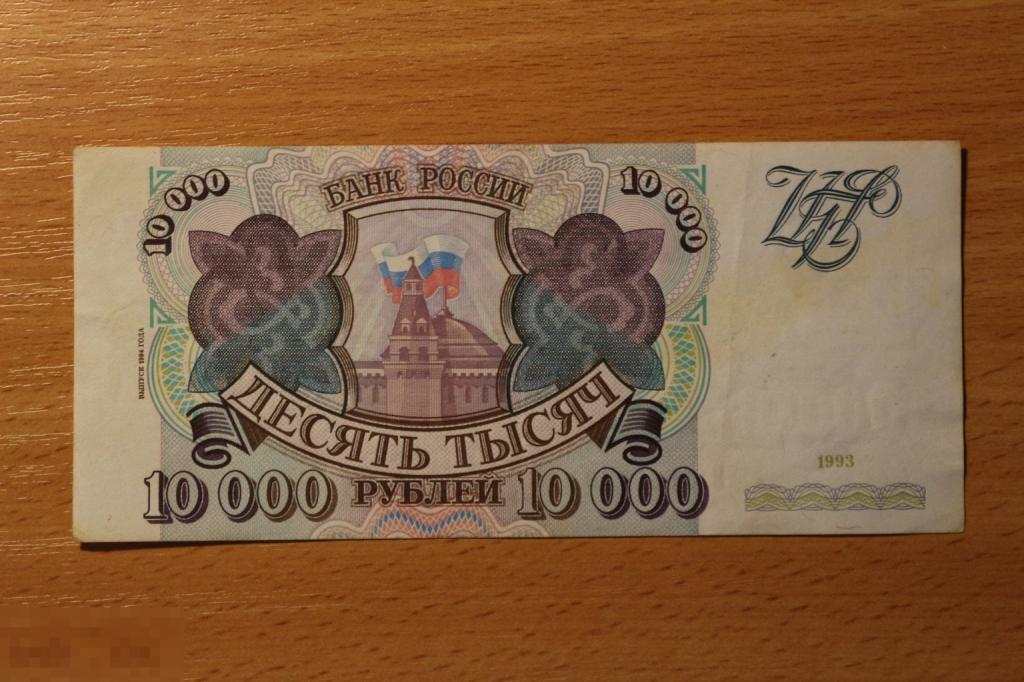 10 000
БАНК РОССИИ
10 000
ВЫПУСК 1994 ГОДА
ДЕСЯТЬ ТЫСЯЧ
1993
10 000 РУБЛЕЙ 10 000